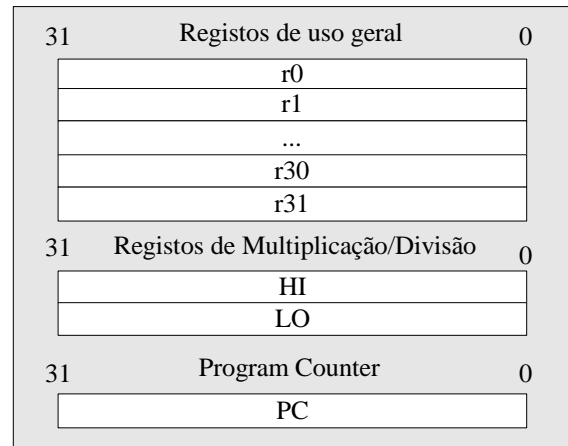 31 Registos de uso geral 0
r0
r1
...
r30
r31
31 Registos de Multiplicação/Divisão 0
HI
LO
31 Program Counter 0
PC